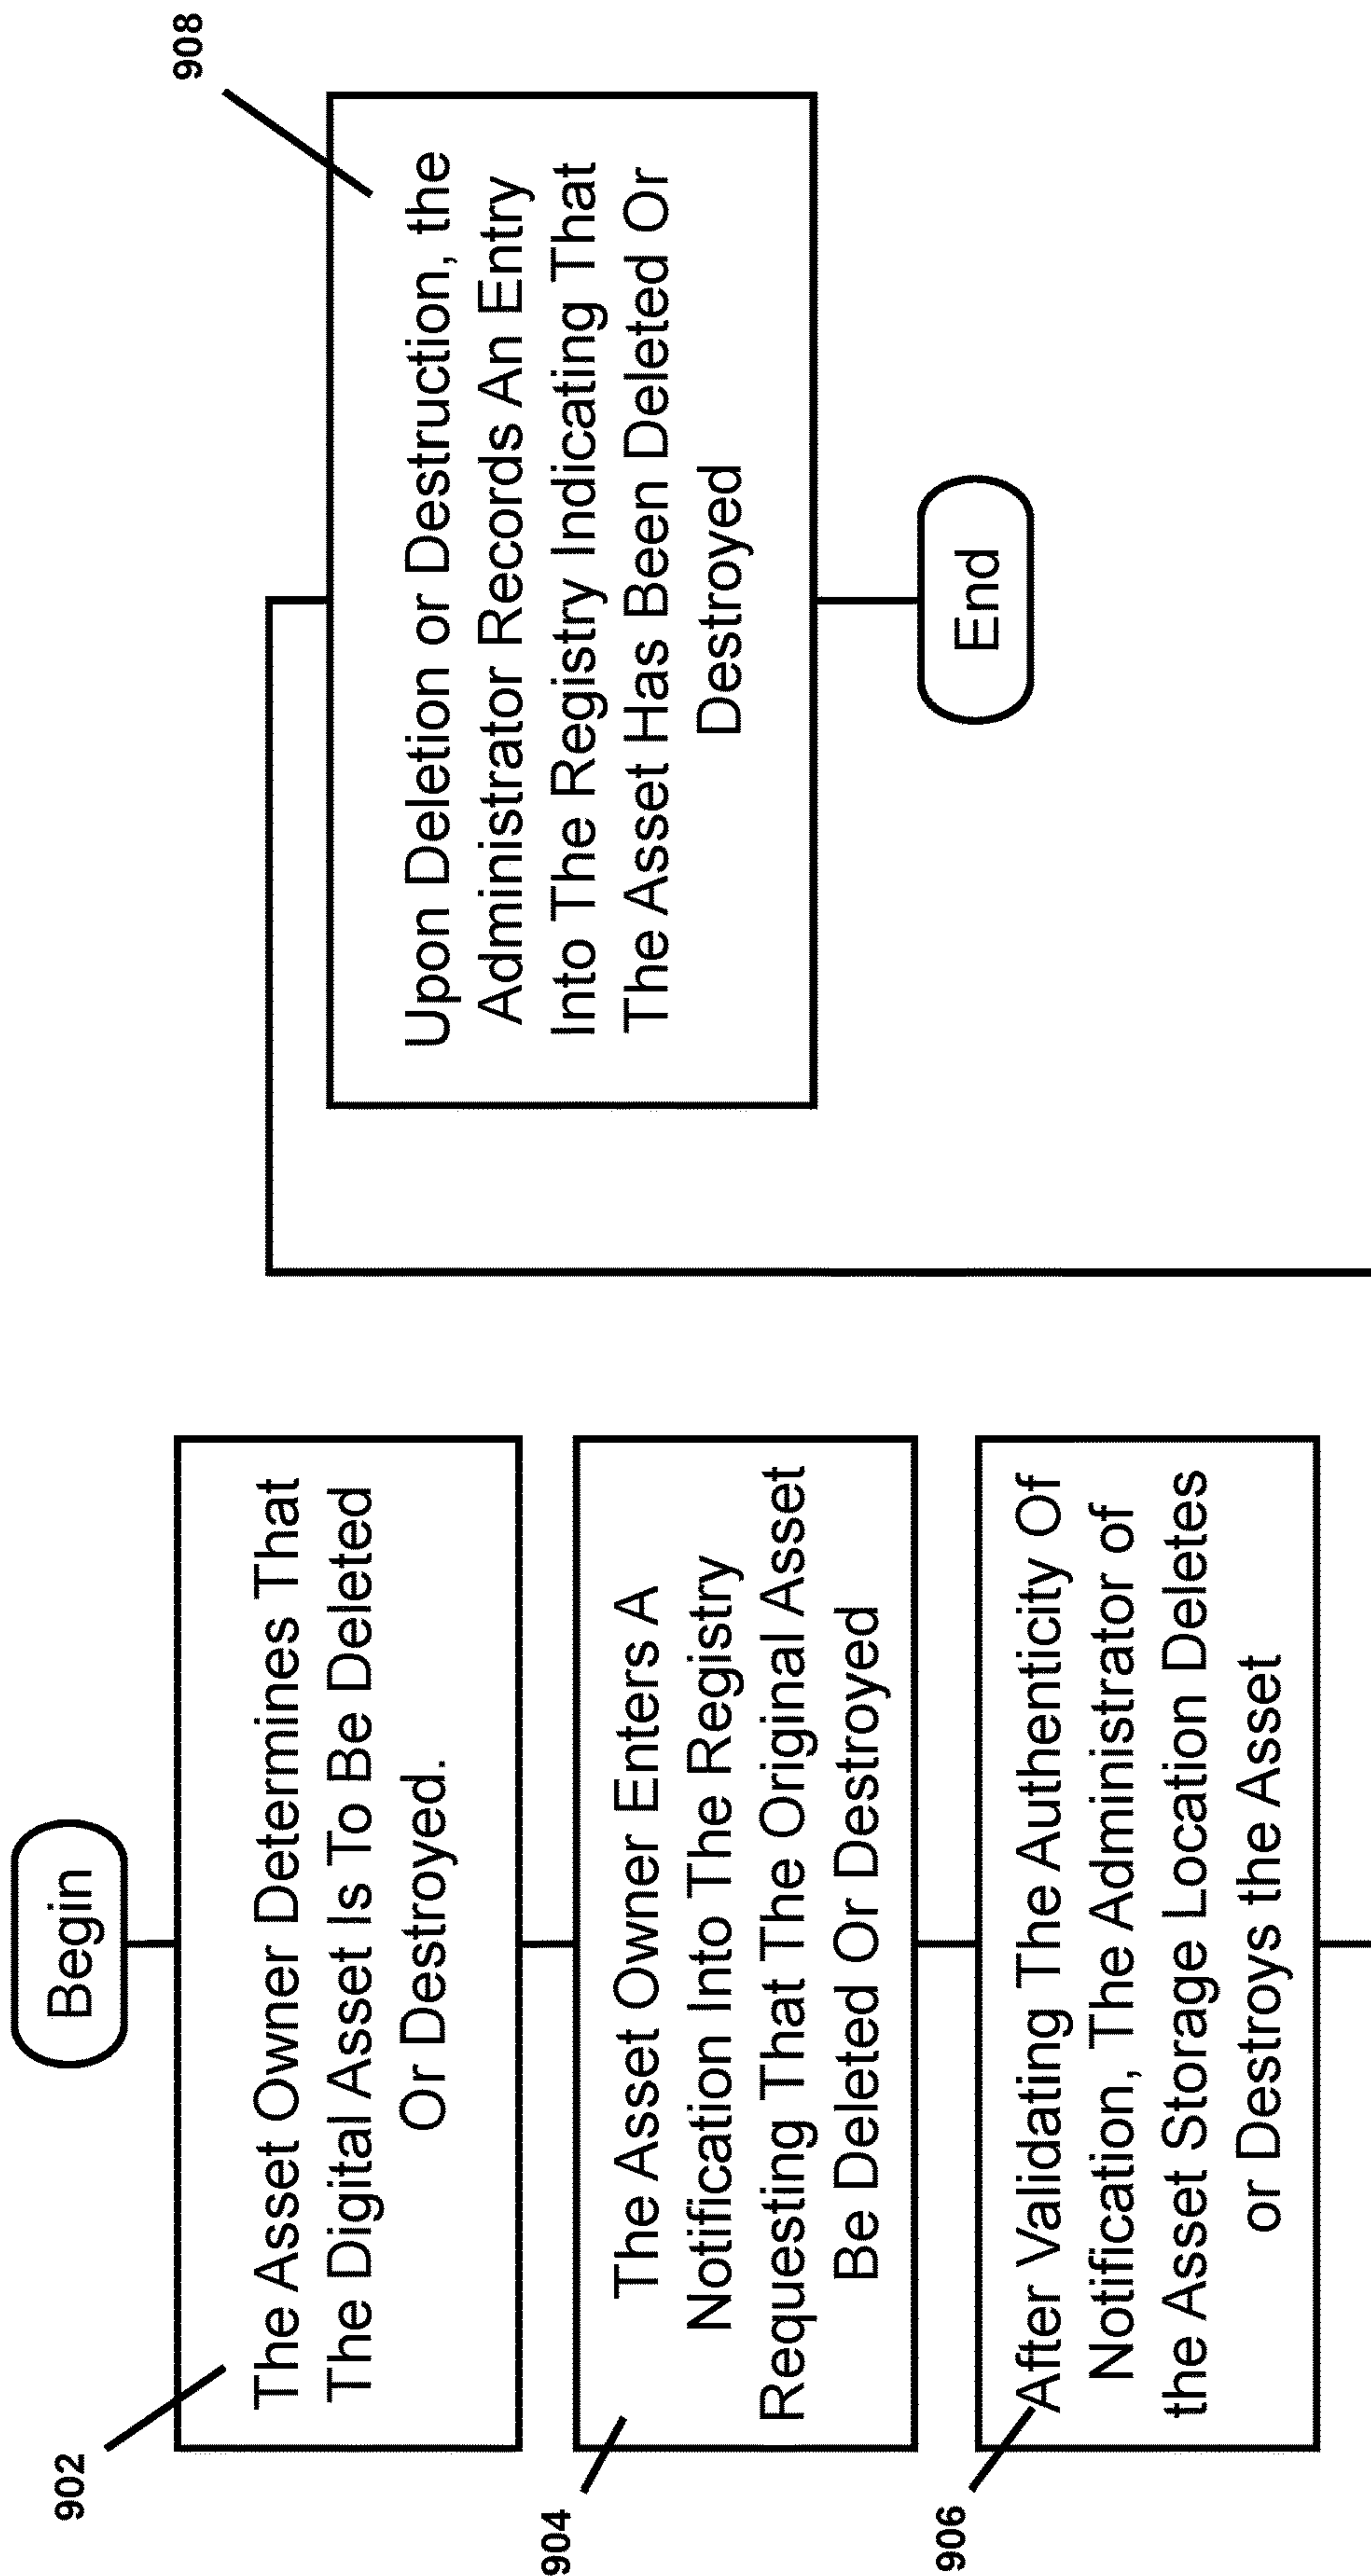 Begin
902
The Asset Owner Determines That
The Digital Asset Is To Be Deleted
Or Destroyed.
904
The Asset Owner Enters A
Notification Into The Registry
Requesting That The Original Asset
Be Deleted Or Destroyed
906
After Validating The Authenticity Of
Notification, The Administrator of
the Asset Storage Location Deletes
or Destroys the Asset
908
Upon Deletion or Destruction, the
Administrator Records An Entry
Into The Registry Indicating That
The Asset Has Been Deleted Or
Destroyed
End